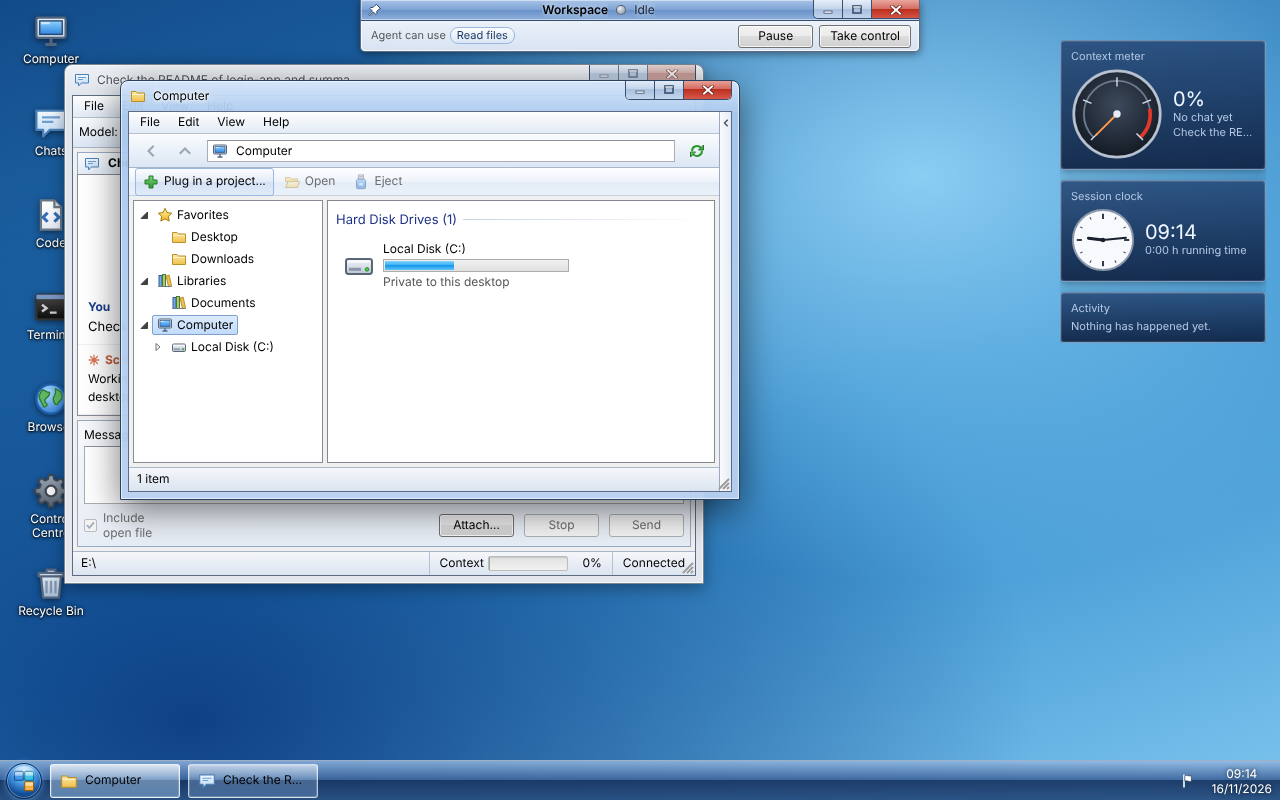 Workspace
Idle
Agent can use
Read files
Pause
Take control
Computer
Chats
Code
Browse
Recycle Bin
Check the README of login-app and summa
File
Model:
You
Chec
Sc
Worki
deskt
Messa
Include
open file
Attach...
Stop
Send
E:\
Context
0%
Connected
Computer
File
Edit
View
Help
Computer
Plug in a project...
Open
Eject
Favorites
Desktop
Downloads
Libraries
Documents
Computer
Local Disk (C:)
Hard Disk Drives (1)
Local Disk (C:)
Private to this desktop
1 item
Context meter
0%
No chat yet
Check the RE...
Session clock
09:14
0:00 h running time
Activity
Nothing has happened yet.
Computer
Check the R...
09:14
16/11/2026